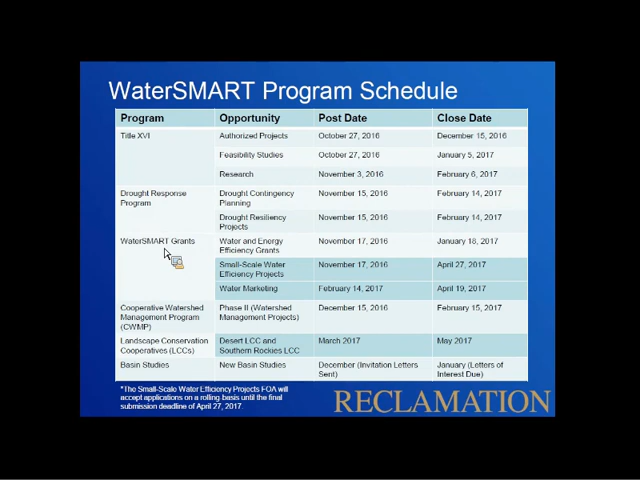 WaterSMART Program Schedule
Program Opportunity Post Date Close Date
Title XVI Authorized Projects October 27, 2016 December 15, 2016
Feasibility Studies October 27, 2016 January 5, 2017
Research November 3, 2016 February 6, 2017
Drought Response Drought Contingency November 15, 2016 February 14, 2017
Program Planning
Drought Resiliency November 15, 2016 February 14, 2017
Projects
WaterSMART Grants Water and Energy November 17, 2016 January 18, 2017
Efficiency Grants
Small-Scale Water November 17, 2016 April 27, 2017
Efficiency Projects
Water Marketing February 14, 2017 April 19, 2017
Cooperative Watershed Phase II (Watershed December 15, 2016 February 15, 2017
Management Program Management Projects)
(CWMP)
Landscape Conservation Desert LCC and March 2017 May 2017
Cooperatives (LCCs) Southern Rockies LCC
Basin Studies New Basin Studies December (Invitation Letters January (Letters of
Sent) Interest Due)
*The Small-Scale Water Efficiency Projects FOA will
accept applications on a rolling basis until the final
submission deadline of April 27, 2017.
RECLAMATION